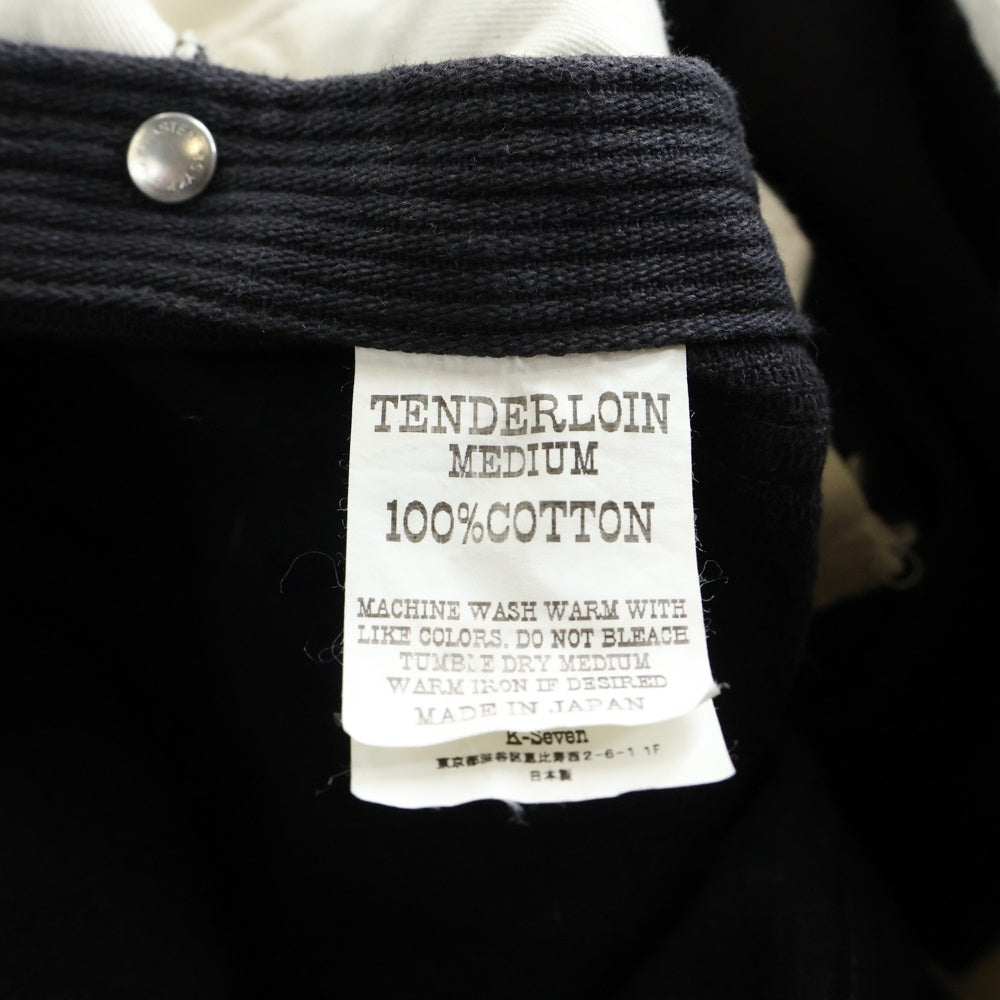 TENDERLOIN
MEDIUM
100%COTTON
MACHINE WASH WARM WITH
LIKE COLORS. DO NOT BLEACH
TUMBLE DRY MEDIUM
WARM IRON IF DESIRED
MADE IN JAPAN
K-Seven
東京都渋谷区恵比寿西2-6-1 1F
日本製